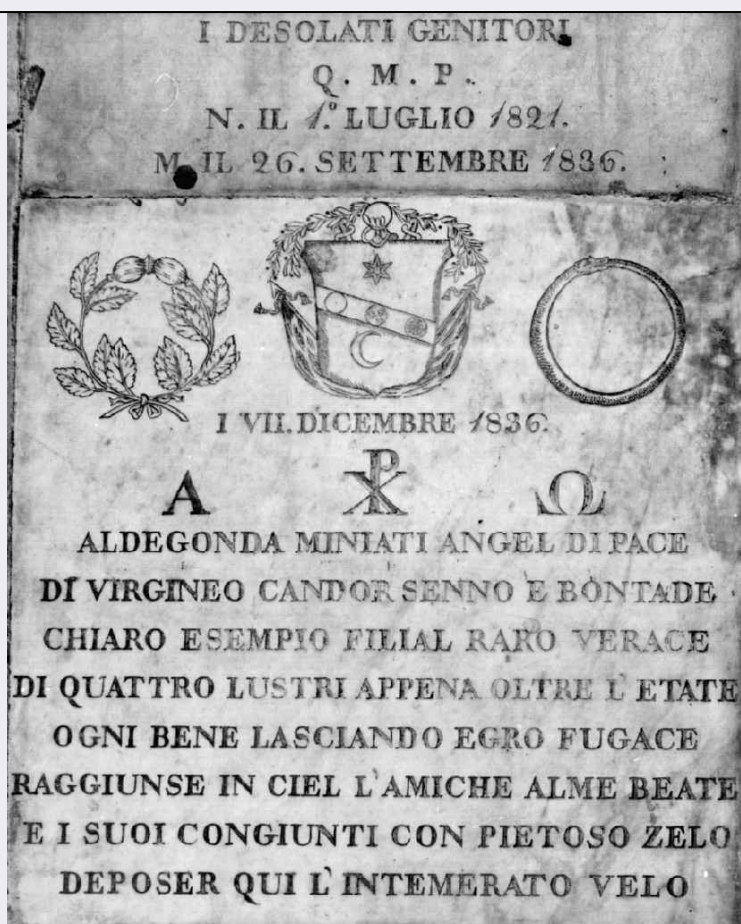 I DESOLATI GENITORI
Q. M. P.
N. IL 1.º LUGLIO 1821.
M. IL 26. SETTEMBRE 1836.
I VII. DICEMBRE 1836.
Α ☧ Ω
ALDEGONDA MINIATI ANGEL DI PACE
DI VIRGINEO CANDOR SENNO E BONTADE
CHIARO ESEMPIO FILIAL RARO VERACE
DI QUATTRO LUSTRI APPENA OLTRE L'ETATE
OGNI BENE LASCIANDO EGRO FUGACE
RAGGIUNSE IN CIEL L'AMICHE ALME BEATE
E I SUOI CONGIUNTI CON PIETOSO ZELO
DEPOSER QUI L'INTEMERATO VELO